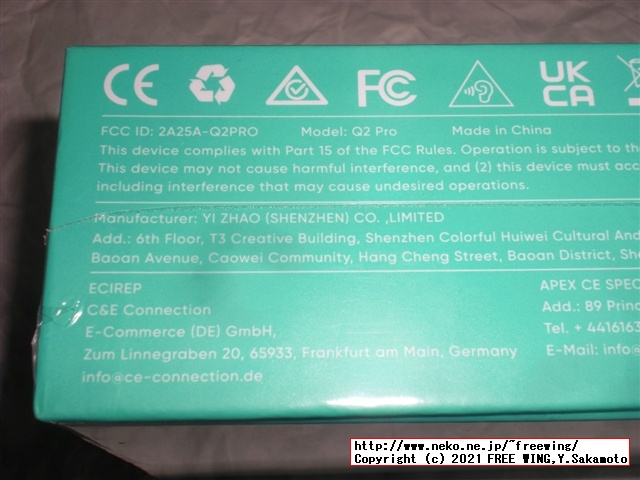 CE FC UK CA
FCC ID: 2A25A-Q2PRO Model: Q2 Pro Made in China
This device complies with Part 15 of the FCC Rules. Operation is subject to the
This device may not cause harmful interference, and (2) this device must acc
including interference that may cause undesired operations.
Manufacturer: YI ZHAO (SHENZHEN) CO. ,LIMITED
Add.: 6th Floor, T3 Creative Building, Shenzhen Colorful Huiwei Cultural And
Baoan Avenue, Caowei Community, Hang Cheng Street, Baoan District, She
ECIREP
C&E Connection
E-Commerce (DE) GmbH,
Zum Linnegraben 20, 65933, Frankfurt am Main, Germany
info@ce-connection.de
APEX CE SPEC
Add.: 89 Princ
Tel. + 4416163
E-Mail: info@
http://www.neko.ne.jp/~freewing/
Copyright (c) 2021 FREE WING,Y.Sakamoto